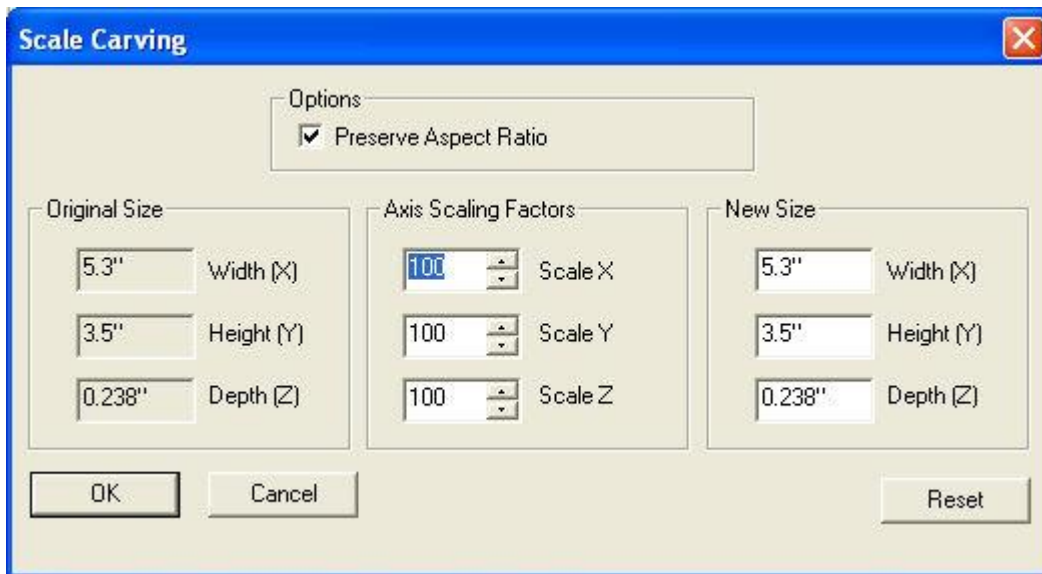 Scale Carving
Options
Preserve Aspect Ratio
Original Size
5.3"
Width (X)
3.5"
Height (Y)
0.238"
Depth (Z)
Axis Scaling Factors
100
Scale X
100
Scale Y
100
Scale Z
New Size
5.3"
Width (X)
3.5"
Height (Y)
0.238"
Depth (Z)
OK
Cancel
Reset